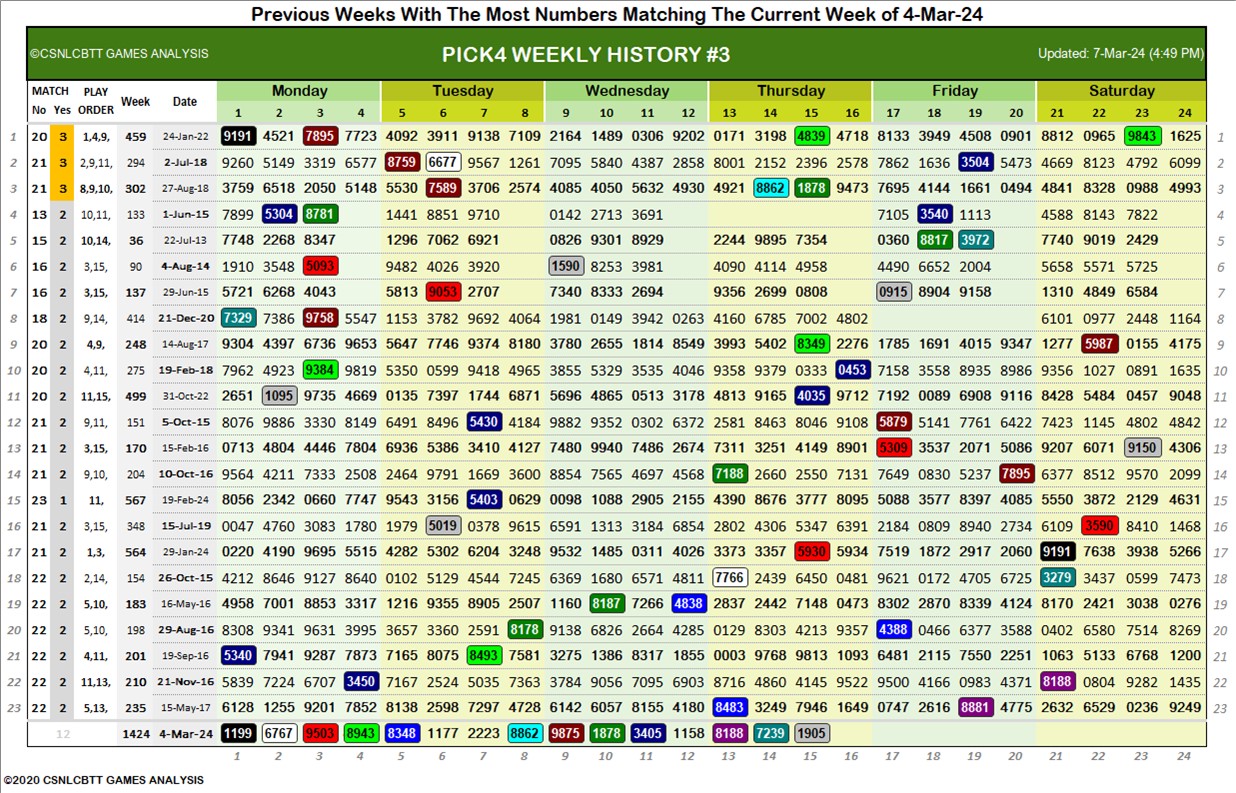 Previous Weeks With The Most Numbers Matching The Current Week of 4-Mar-24
©CSNLCBTT GAMES ANALYSIS PICK4 WEEKLY HISTORY #3 Updated: 7-Mar-24 (4:49 PM)
MATCH PLAY Week Date Monday Tuesday Wednesday Thursday Friday Saturday
No Yes ORDER 1 2 3 4 5 6 7 8 9 10 11 12 13 14 15 16 17 18 19 20 21 22 23 24
1 20 3 1,4,9, 459 24-Jan-22 9191 4521 7895 7723 4092 3911 9138 7109 2164 1489 0306 9202 0171 3198 4839 4718 8133 3949 4508 0901 8812 0965 9843 1625 1
2 21 3 2,9,11, 294 2-Jul-18 9260 5149 3319 6577 8759 6677 9567 1261 7095 5840 4387 2858 8001 2152 2396 2578 7862 1636 3504 5473 4669 8123 4792 6099 2
3 21 3 8,9,10, 302 27-Aug-18 3759 6518 2050 5148 5530 7589 3706 2574 4085 4050 5632 4930 4921 8862 1878 9473 7695 4144 1661 0494 4841 8328 0988 4993 3
4 13 2 10,11, 133 1-Jun-15 7899 5304 8781 1441 8851 9710 0142 2713 3691 7105 3540 1113 4588 8143 7822 4
5 15 2 10,14, 36 22-Jul-13 7748 2268 8347 1296 7062 6921 0826 9301 8929 2244 9895 7354 0360 8817 3972 7740 9019 2429 5
6 16 2 3,15, 90 4-Aug-14 1910 3548 5093 9482 4026 3920 1590 8253 3981 4090 4114 4958 4490 6652 2004 5658 5571 5725 6
7 16 2 3,15, 137 29-Jun-15 5721 6268 4043 5813 9053 2707 7340 8333 2694 9356 2699 0808 0915 8904 9158 1310 4849 6584 7
8 18 2 9,14, 414 21-Dec-20 7329 7386 9758 5547 1153 3782 9692 4064 1981 0149 3942 0263 4160 6785 7002 4802 6101 0977 2448 1164 8
9 20 2 4,9, 248 14-Aug-17 9304 4397 6736 9653 5647 7746 9374 8180 3780 2655 1814 8549 3993 5402 8349 2276 1785 1691 4015 9347 1277 5987 0155 4175 9
10 20 2 4,11, 275 19-Feb-18 7962 4923 9384 9819 5350 0599 9418 4965 3855 5329 3535 4046 9358 9379 0333 0453 7158 3558 8935 8986 9356 1027 0891 1635 10
11 20 2 11,15, 499 31-Oct-22 2651 1095 9735 4669 0135 7397 1744 6871 5696 4865 0513 3178 4813 9165 4035 9712 7192 0089 6908 9116 8428 5484 0457 9048 11
12 21 2 9,11, 151 5-Oct-15 8076 9886 3330 8149 6491 8496 5430 4184 9882 9352 0302 6372 2581 8463 8046 9108 5879 5141 7761 6422 7423 1145 4802 4842 12
13 21 2 3,15, 170 15-Feb-16 0713 4804 4446 7804 6936 5386 3410 4127 7480 9940 7486 2674 7311 3251 4149 8901 5309 3537 2071 5086 9207 6071 9150 4306 13
14 21 2 9,10, 204 10-Oct-16 9564 4213 7333 2508 2464 9791 1669 3600 8854 7565 4697 4568 7188 2660 2550 7131 7649 0830 5237 7895 6377 8512 9570 2099 14
15 23 1 11, 567 19-Feb-24 8056 2342 0660 7747 9543 3156 5403 0629 0098 1088 2905 2155 4390 8676 3777 8095 5088 3577 8397 4085 5550 3872 2129 4631 15
16 21 2 3,15, 348 15-Jul-19 0047 4760 3083 1780 1979 5019 0378 9615 6591 1313 3184 6854 2802 4306 5347 6391 2184 0809 8940 2734 6109 3590 8410 1468 16
17 21 2 1,3, 564 29-Jan-24 0220 4190 9695 5515 4282 5302 6204 3248 9532 1485 0311 4026 3373 3357 5930 5934 7519 1872 2917 2060 9191 7638 3938 5266 17
18 22 2 2,14, 154 26-Oct-15 4212 8646 9127 8640 0102 5129 4544 7245 6369 1680 6571 4811 7766 2439 6450 0481 9621 0172 4705 6725 3279 3437 0599 7473 18
19 22 2 5,10, 183 16-May-16 4958 7001 8853 3317 1216 9355 8905 2507 1160 8187 7266 4838 2837 2442 7148 0473 8302 2870 8339 4124 8170 2421 3038 0276 19
20 22 2 5,10, 198 29-Aug-16 8308 9341 9631 3995 3657 3360 2591 8178 9138 6826 2664 4285 0129 8303 4213 9357 4388 0466 6377 3588 0402 6580 7514 8269 20
21 22 2 4,11, 201 19-Sep-16 5340 7941 9287 7873 7165 8075 8493 7581 3275 1386 8317 1855 0003 9768 9813 1093 6481 2115 7550 2251 1063 5133 6768 1200 21
22 22 2 11,13, 210 21-Nov-16 5839 7224 6707 3450 7167 2524 5035 7363 3784 9056 7095 6903 8716 4860 4145 9522 9500 4166 0983 4371 8188 0804 9282 1435 22
23 22 2 5,13, 235 15-May-17 6128 1255 9201 7852 8138 2598 7297 4728 6142 6057 8155 4180 8483 3249 7946 1649 0747 2616 8881 4775 2632 6529 0236 9249 23
12 1424 4-Mar-24 1199 6767 9503 8943 8348 1177 2223 8862 9875 1878 3405 1158 8188 7239 1905
1 2 3 4 5 6 7 8 9 10 11 12 13 14 15 16 17 18 19 20 21 22 23 24
©2020 CSNLCBTT GAMES ANALYSIS